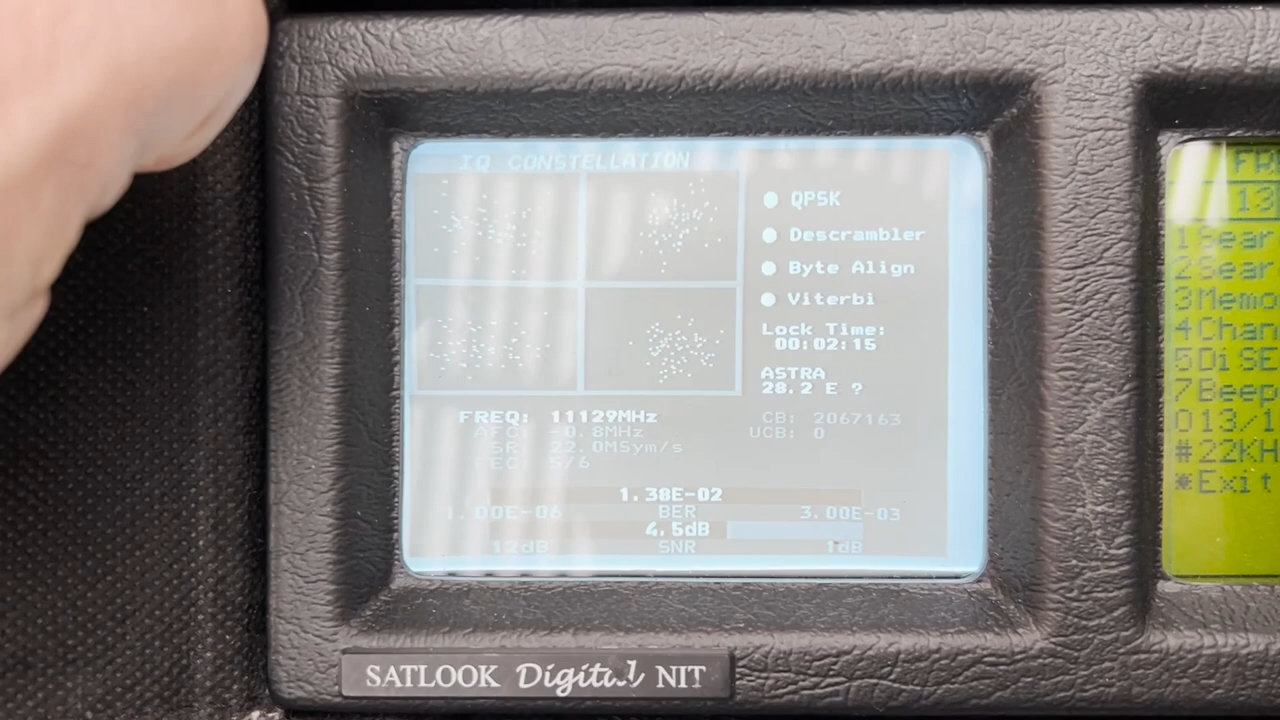 IQ CONSTELLATION
QPSK
Descrambler
Byte Align
Viterbi
Lock Time:
00:02:15
ASTRA
28.2 E ?
FREQ: 11129MHz
AFC: -0.8MHz
SR: 22.0MSym/s
FEC: 5/6
CB: 2067163
UCB: 0
1.38E-02
1.00E-06 BER 3.00E-03
4.5dB
12dB SNR 1dB
SATLOOK Digital NIT
13
1Sear
2Sear
3Memo
4Chan
5DiSE
7Beep
013/1
#22KH
*Exit